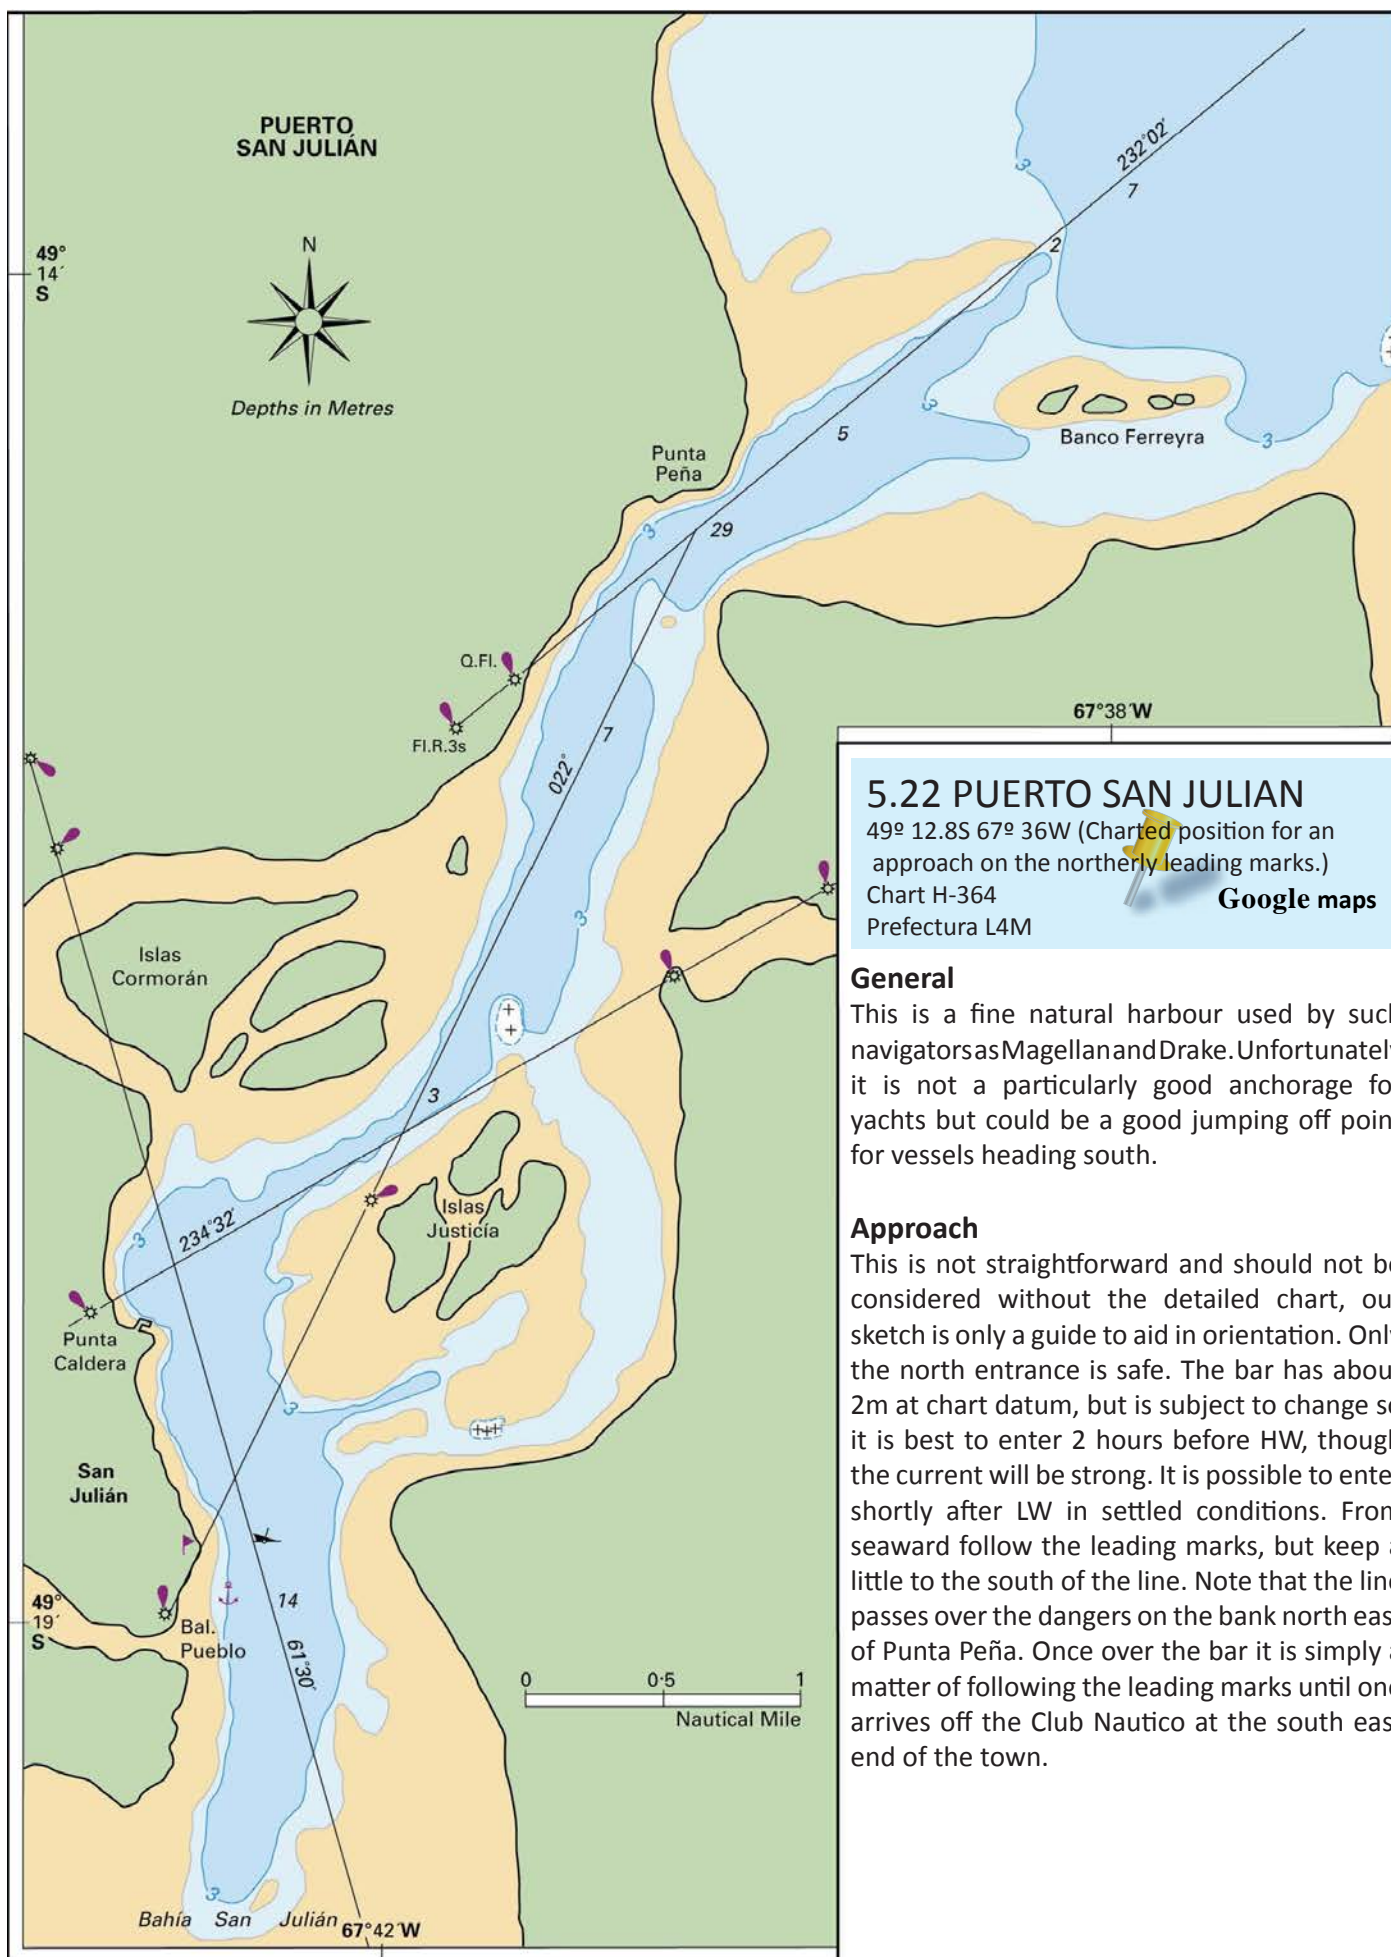 PUERTO
SAN JULIÁN
N
Depths in Metres
49°
14´
S
232°02'
7
3
2
3
5
Banco Ferreyra
3
Punta
Peña
3
29
Q.Fl.
Fl.R.3s
7
022°
67°38´W
3
Islas
Cormorán
3
Islas
Justicía
234°32'
3
Punta
Caldera
3
San
Julián
49°
19´
S
Bal.
Pueblo
14
61°30'
0
0·5
1
Nautical Mile
3
Bahía San Julián
67°42´W
5.22 PUERTO SAN JULIAN
49º 12.8S 67º 36W (Charted position for an
approach on the northerly leading marks.)
Chart H-364
Google maps
Prefectura L4M
General
This is a fine natural harbour used by such
navigatorsasMagellanandDrake.Unfortunately
it is not a particularly good anchorage for
yachts but could be a good jumping off point
for vessels heading south.
Approach
This is not straightforward and should not be
considered without the detailed chart, our
sketch is only a guide to aid in orientation. Only
the north entrance is safe. The bar has about
2m at chart datum, but is subject to change so
it is best to enter 2 hours before HW, though
the current will be strong. It is possible to enter
shortly after LW in settled conditions. From
seaward follow the leading marks, but keep a
little to the south of the line. Note that the line
passes over the dangers on the bank north east
of Punta Peña. Once over the bar it is simply a
matter of following the leading marks until one
arrives off the Club Nautico at the south east
end of the town.